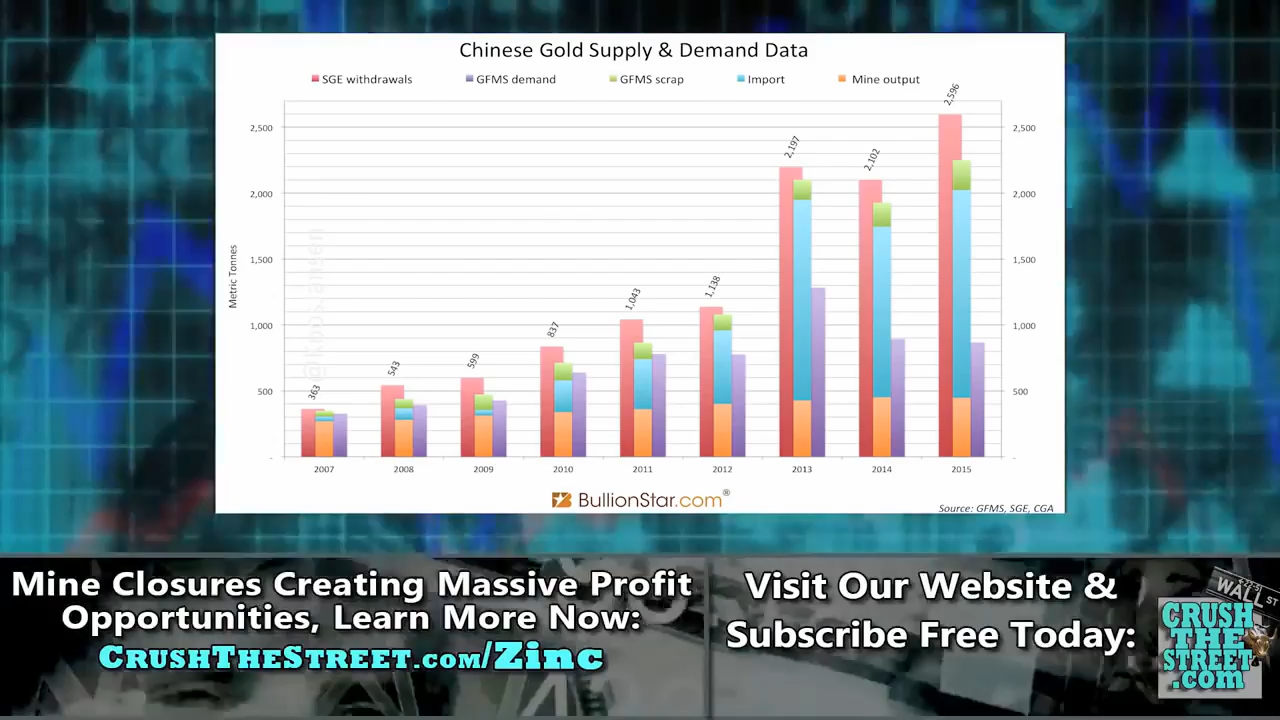 Chinese Gold Supply & Demand Data
SGE withdrawals GFMS demand GFMS scrap Import Mine output
2,500
2,000
1,500
1,000
500
-
Metric Tonnes
@KoosJansen
363
543
599
837
1,043
1,138
2,197
2,102
2,596
2,500
2,000
1,500
1,000
500
-
2007 2008 2009 2010 2011 2012 2013 2014 2015
BullionStar.com®
Source: GFMS, SGE, CGA
Mine Closures Creating Massive Profit
Opportunities, Learn More Now:
CrushTheStreet.com/Zinc
Visit Our Website &
Subscribe Free Today:
WALL ST
CRUSH
THE
STREET
.com